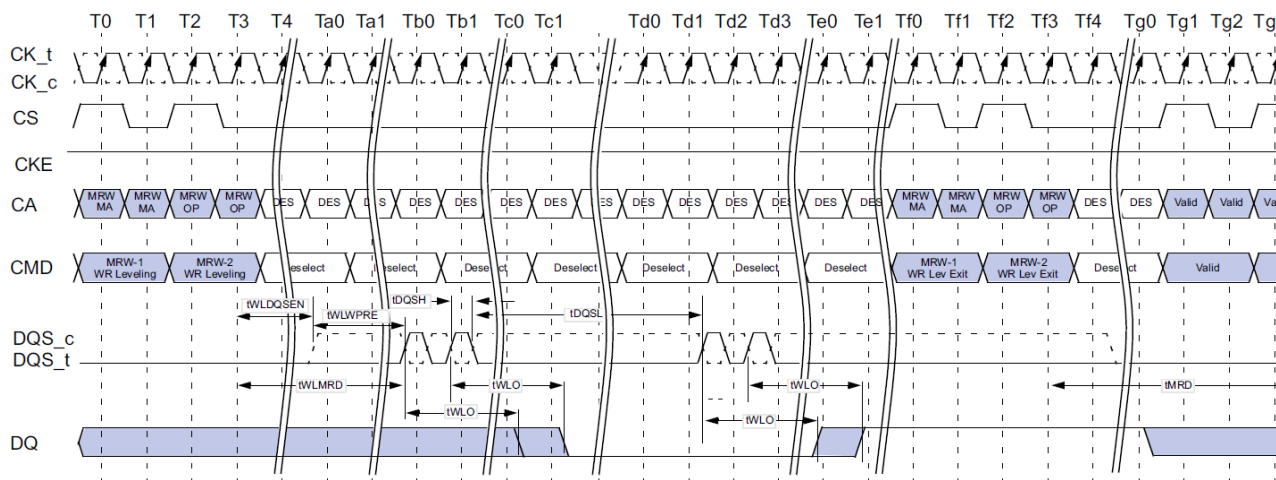 T0 T1 T2 T3 T4 Ta0 Ta1 Tb0 Tb1 Tc0 Tc1 Td0 Td1 Td2 Td3 Te0 Te1 Tf0 Tf1 Tf2 Tf3 Tf4 Tg0 Tg1 Tg2 Tg
CK_t
CK_c
CS
CKE
CA MRW MA MRW MA MRW OP MRW OP DES DES DES DES DES DES DES DES DES DES DES DES DES DES MRW MA MRW MA MRW OP MRW OP DES DES Valid Valid Va
CMD MRW-1 WR Leveling MRW-2 WR Leveling Deselect Deselect Deselect Deselect Deselect Deselect Deselect MRW-1 WR Lev Exit MRW-2 WR Lev Exit Deselect Valid
tWLDQSEN tDQSH
tWLWPRE tDQSL
DQS_c
DQS_t
tWLMRD tWLO tWLO tMRD
tWLO tWLO
DQ